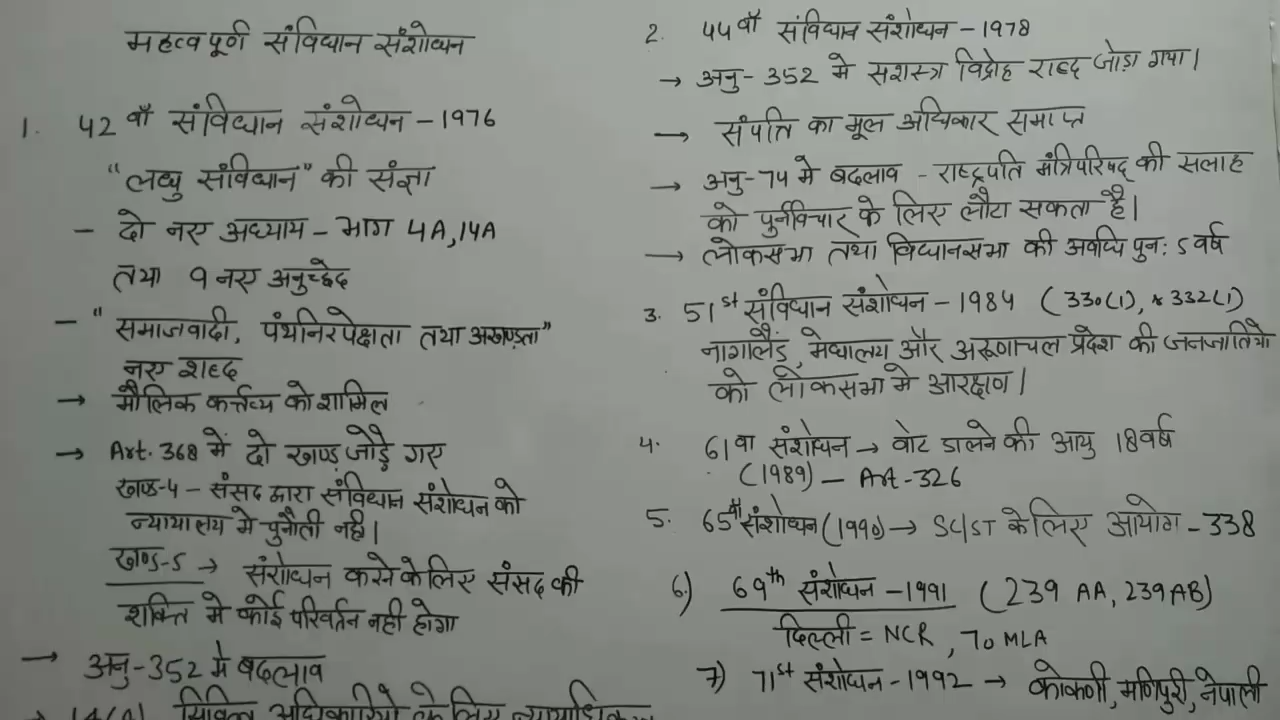 महत्वपूर्ण संविधान संशोधन
1. 42 वाँ संविधान संशोधन - 1976
"लघु संविधान" की संज्ञा
- दो नए अध्याय - भाग 4A, 14A
तथा 9 नए अनुच्छेद
- "समाजवादी, पंथनिरपेक्षता तथा अखण्डता"
नए शब्द
→ मौलिक कर्त्तव्य को शामिल
→ Art. 368 में दो खण्ड जोड़े गए
खण्ड-4 - संसद द्वारा संविधान संशोधन को
न्यायालय मे चुनौती नही।
खण्ड-5 → संशोधन करने के लिए संसद की
शक्ति मे कोई परिवर्तन नही होगा
→ अनु-352 मे बदलाव
→ 14(A) सिविल अधिकारियो के लिए
2. 44 वाँ संविधान संशोधन - 1978
→ अनु- 352 मे सशस्त्र विद्रोह शब्द जोड़ा गया।
→ संपति का मूल अधिकार समाप्त
→ अनु-74 मे बदलाव - राष्ट्रपति मंत्रिपरिषद् की सलाह
को पुर्नविचार के लिए लौटा सकता है।
→ लोकसभा तथा विधानसभा की अवधि पुन: 5 वर्ष
3. 51st संविधान संशोधन - 1984 (330(1), & 332(1)
नागालैंड, मेघालय और अरूणाचल प्रदेश की जनजातियो
को लोकसभा मे आरक्षण।
4. 61 वा संशोधन → वोट डालने की आयु 18 वर्ष
(1989) - Art-326
5. 65वाँ संशोधन (1990) → SC/ST के लिए आयोग - 338
6.) 69th संशोधन - 1991 (239 AA, 239AB)
दिल्ली = NCR, 70 MLA
7) 71st संशोधन - 1992 → कोकणी, मणिपुरी, नेपाली